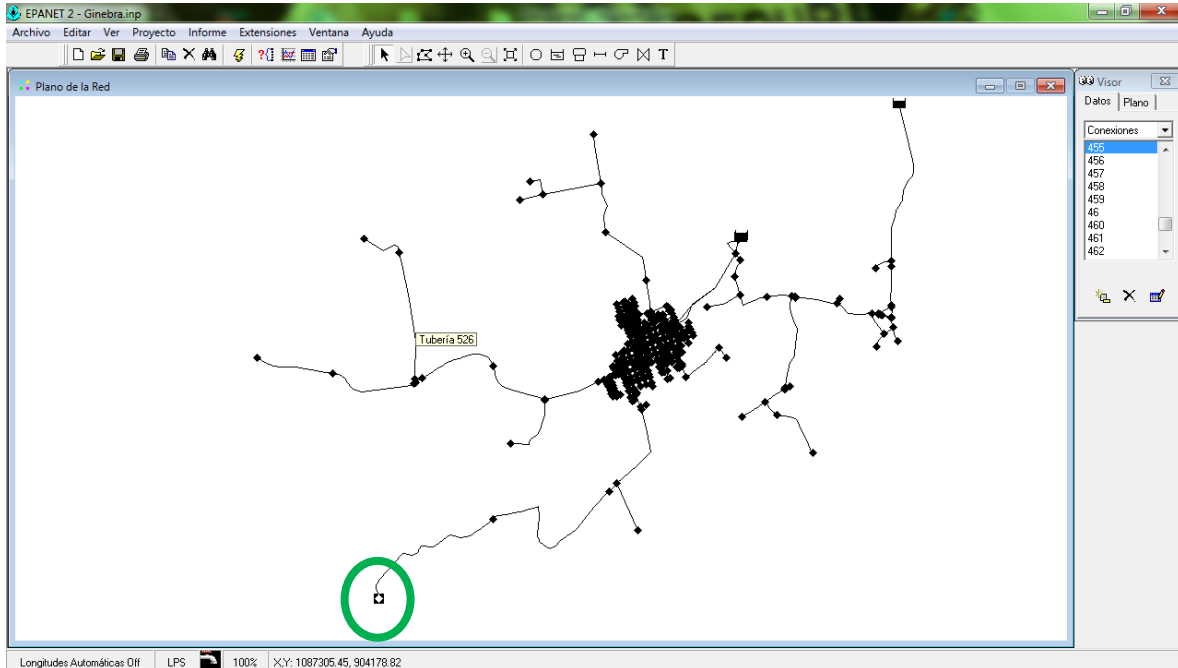 EPANET 2 - Ginebra.inp
Archivo Editar Ver Proyecto Informe Extensiones Ventana Ayuda
T
Plano de la Red
Tubería 526
Visor
Datos Plano
Conexiones
455
456
457
458
459
46
460
461
462
Longitudes Automáticas Off LPS 100% X,Y: 1087305.45, 904178.82